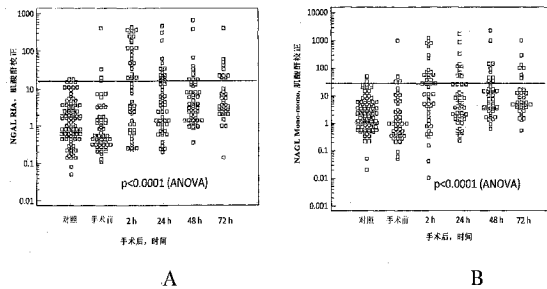 NGAL RIA, 肌酸酐校正
1000
100
10
1
0.1
0.01
p<0.0001 (ANOVA)
对照 手术前 2 h 24 h 48 h 72 h
手术后，时间
A
NAGL Mono-mono, 肌酸酐校正
10000
1000
100
10
1
0.1
0.01
0.001
p<0.0001 (ANOVA)
对照 手术前 2 h 24 h 48 h 72 h
手术后，时间
B